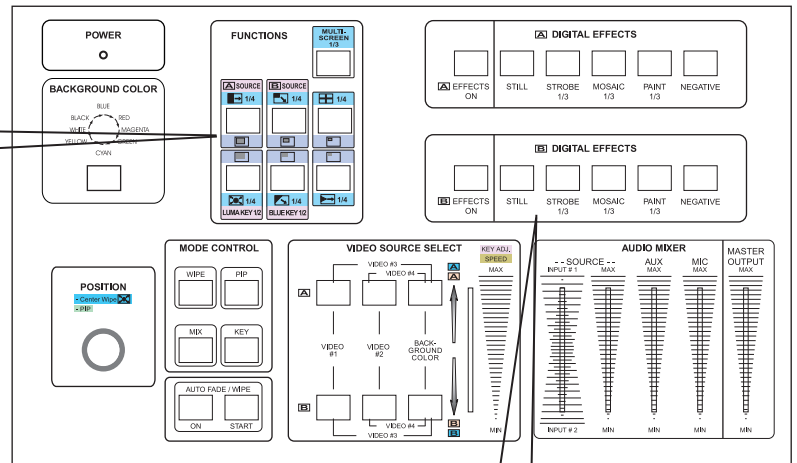 POWER
BACKGROUND COLOR
BLUE
BLACK RED
WHITE MAGENTA
YELLOW GREEN
CYAN
FUNCTIONS
MULTI-
SCREEN
1/3
A SOURCE B SOURCE
1/4 1/4 1/4
1/4 1/4 1/4
LUMA KEY 1/2 BLUE KEY 1/2
A DIGITAL EFFECTS
A EFFECTS
ON
STILL
STROBE
1/3
MOSAIC
1/3
PAINT
1/3
NEGATIVE
B DIGITAL EFFECTS
B EFFECTS
ON
STILL
STROBE
1/3
MOSAIC
1/3
PAINT
1/3
NEGATIVE
POSITION
- Center Wipe
- PIP
MODE CONTROL
WIPE PIP
MIX KEY
AUTO FADE / WIPE
ON START
VIDEO SOURCE SELECT
VIDEO #3
VIDEO #4
A
VIDEO
#1
VIDEO
#2
BACK-
GROUND
COLOR
B
VIDEO #4
VIDEO #3
A
A
B
B
KEY ADJ.
SPEED
MAX
MIN
AUDIO MIXER
-- SOURCE --
INPUT # 1
AUX
MAX
MIC
MAX
MASTER
OUTPUT
MAX
MAX
INPUT # 2 MIN MIN MIN MIN